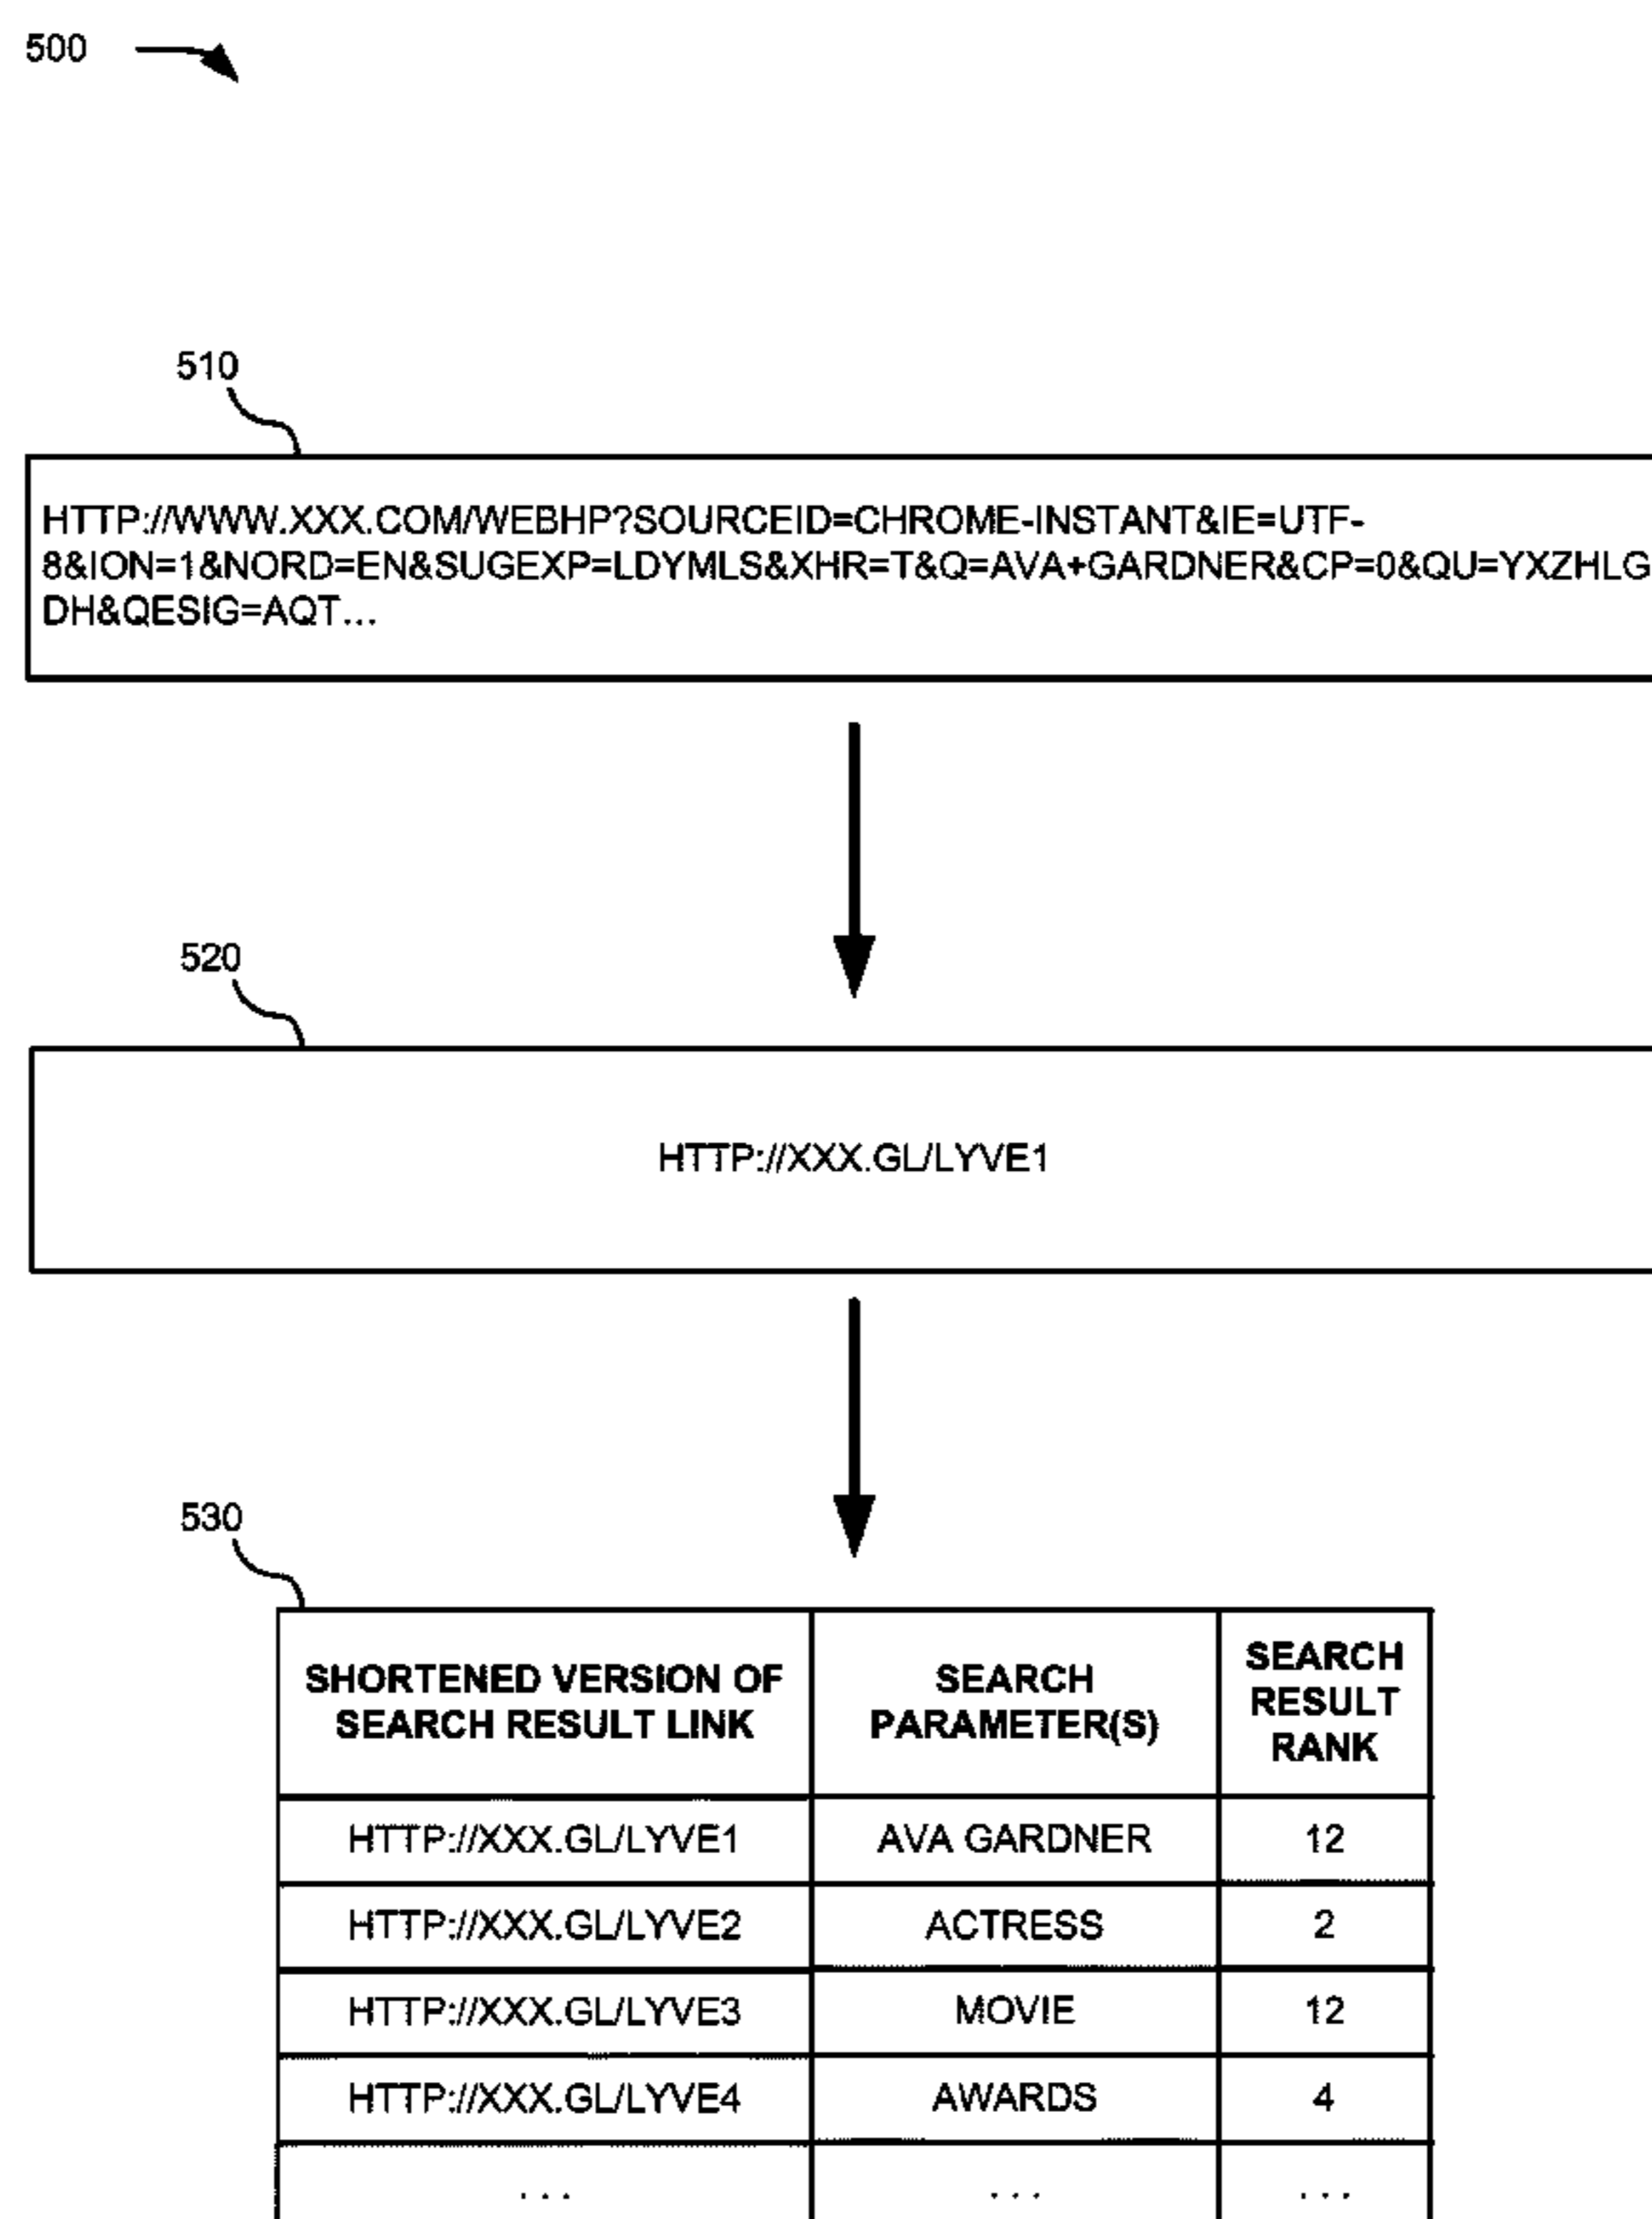 500
510
HTTP://WWW.XXX.COM/WEBHP?SOURCEID=CHROME-INSTANT&IE=UTF-
8&ION=1&NORD=EN&SUGEXP=LDYMLS&XHR=T&Q=AVA+GARDNER&CP=0&QU=YXZHLG
DH&QESIG=AQT...
520
HTTP://XXX.GL/LYVE1
530
SHORTENED VERSION OF
SEARCH RESULT LINK
SEARCH
PARAMETER(S)
SEARCH
RESULT
RANK
HTTP://XXX.GL/LYVE1 AVA GARDNER 12
HTTP://XXX.GL/LYVE2 ACTRESS 2
HTTP://XXX.GL/LYVE3 MOVIE 12
HTTP://XXX.GL/LYVE4 AWARDS 4
... ... ...